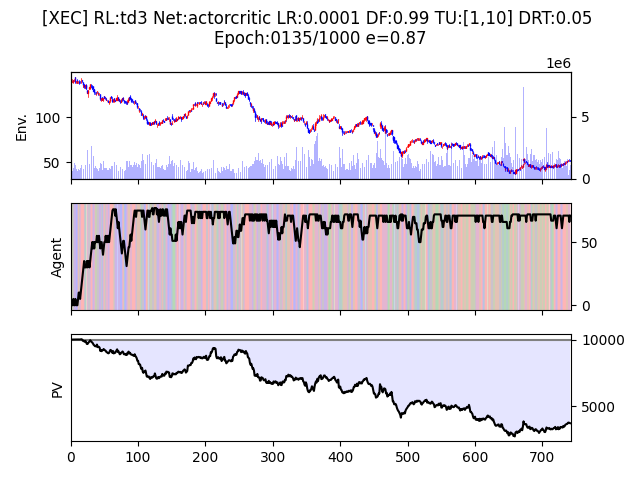 [XEC] RL:td3 Net:actorcritic LR:0.0001 DF:0.99 TU:[1,10] DRT:0.05
Epoch:0135/1000 e=0.87
1e6
Env.
100
50
5
0
Agent
50
0
PV
10000
5000
0 100 200 300 400 500 600 700